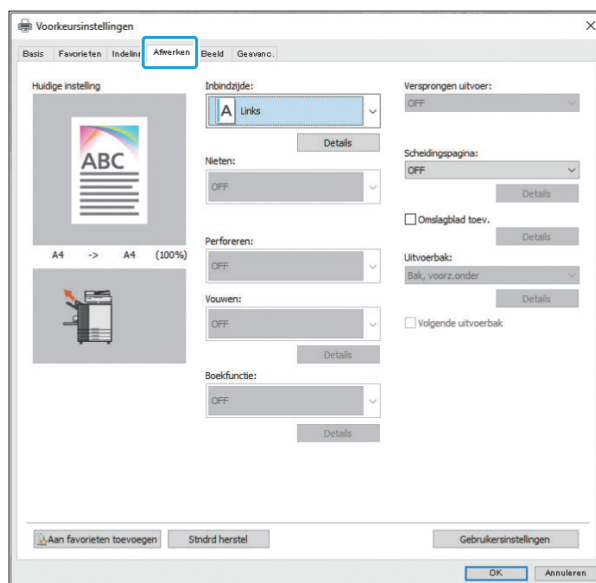 Voorkeursinstellingen
Basis Favorieten Indeling Afwerken Beeld Geavanc.
Huidige instelling
ABC
A4 -> A4 (100%)
Inbindzijde:
A Links
Details
Nieten:
OFF
Perforeren:
OFF
Vouwen:
OFF
Details
Boekfunctie:
OFF
Details
Versprongen uitvoer:
OFF
Scheidingspagina:
OFF
Details
Omslagblad toev.
Details
Uitvoerbak:
Bak, voorz.onder
Details
Volgende uitvoerbak
Aan favorieten toevoegen Stndrd herstel Gebruikersinstellingen
OK Annuleren